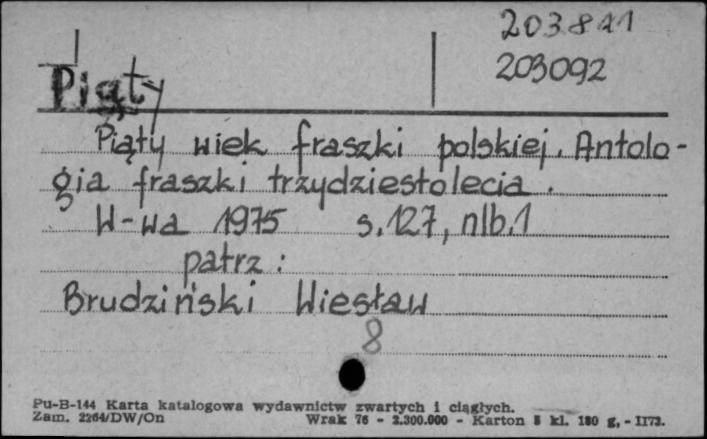 203841
203092
Piąty
Piąty wiek fraszki polskiej. Antolo-
gia fraszki trzydziestolecia.
W-wa 1975 s. 127, nlb. 1
patrz:
Brudziński Wiesław
8
Pu-B-144 Karta katalogowa wydawnictw zwartych i ciągłych.
Zam. 2264/DW/On Wrak 76 - 2.300.000 - Karton 5 kl. 180 g, - II73.